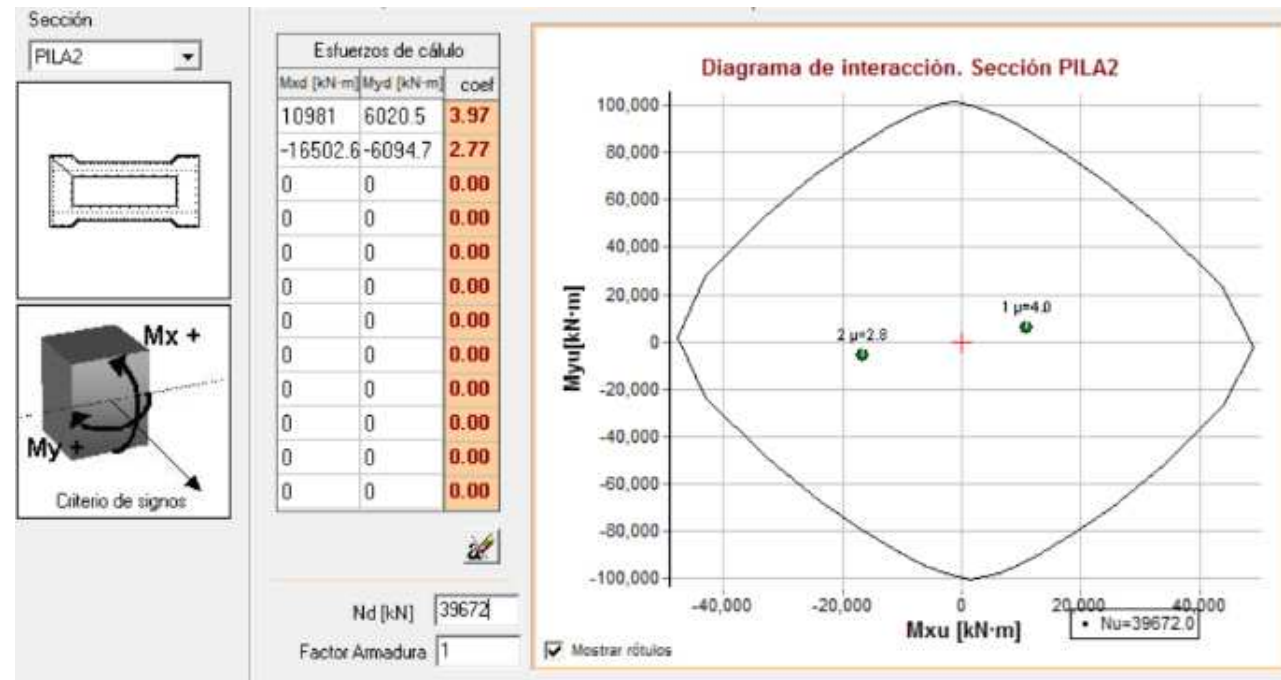 Sección
PILA2
Mx +
My +
Criterio de signos
Esfuerzos de cálulo
Mxd [kN·m] Myd [kN·m] coef
10981 6020.5 3.97
-16502.6 -6094.7 2.77
0 0 0.00
0 0 0.00
0 0 0.00
0 0 0.00
0 0 0.00
0 0 0.00
0 0 0.00
0 0 0.00
0 0 0.00
0 0 0.00
Nd [kN] 39672
Factor Armadura 1
Diagrama de interacción. Sección PILA2
100,000
80,000
60,000
40,000
20,000
0
-20,000
-40,000
-60,000
-80,000
-100,000
Myu[kN·m]
1 µ=4.0
2 µ=2.8
-40,000 -20,000 0 20,000 40,000
Mxu [kN·m]
Nu=39672.0
Mostrar rótulos